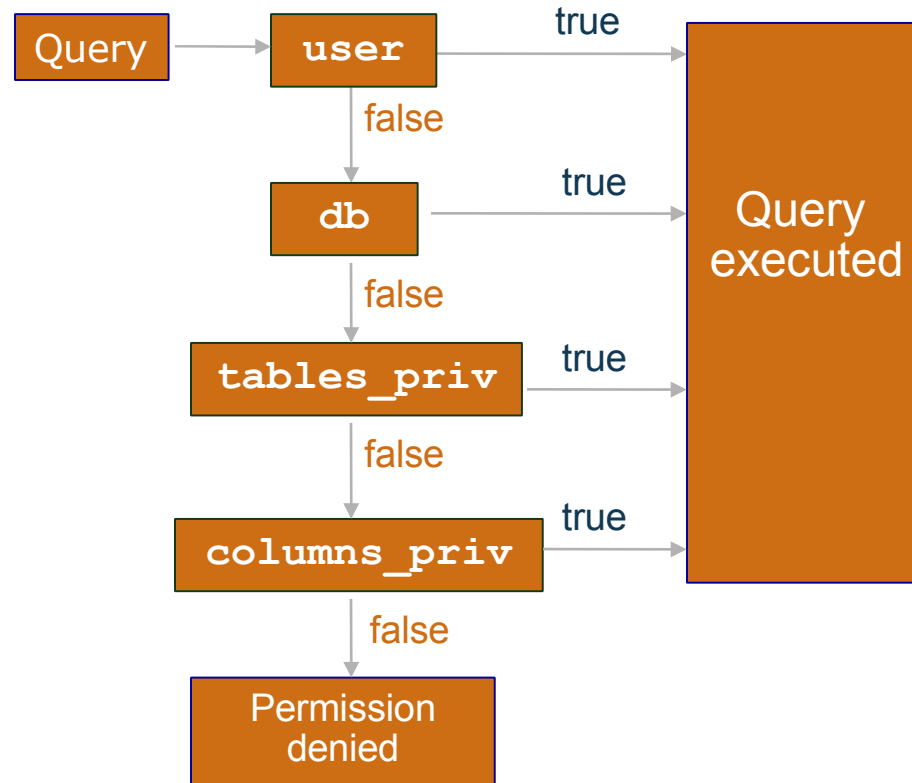 true
Query
user
false
true
db
Query
executed
false
true
tables_priv
false
true
columns_priv
false
Permission
denied